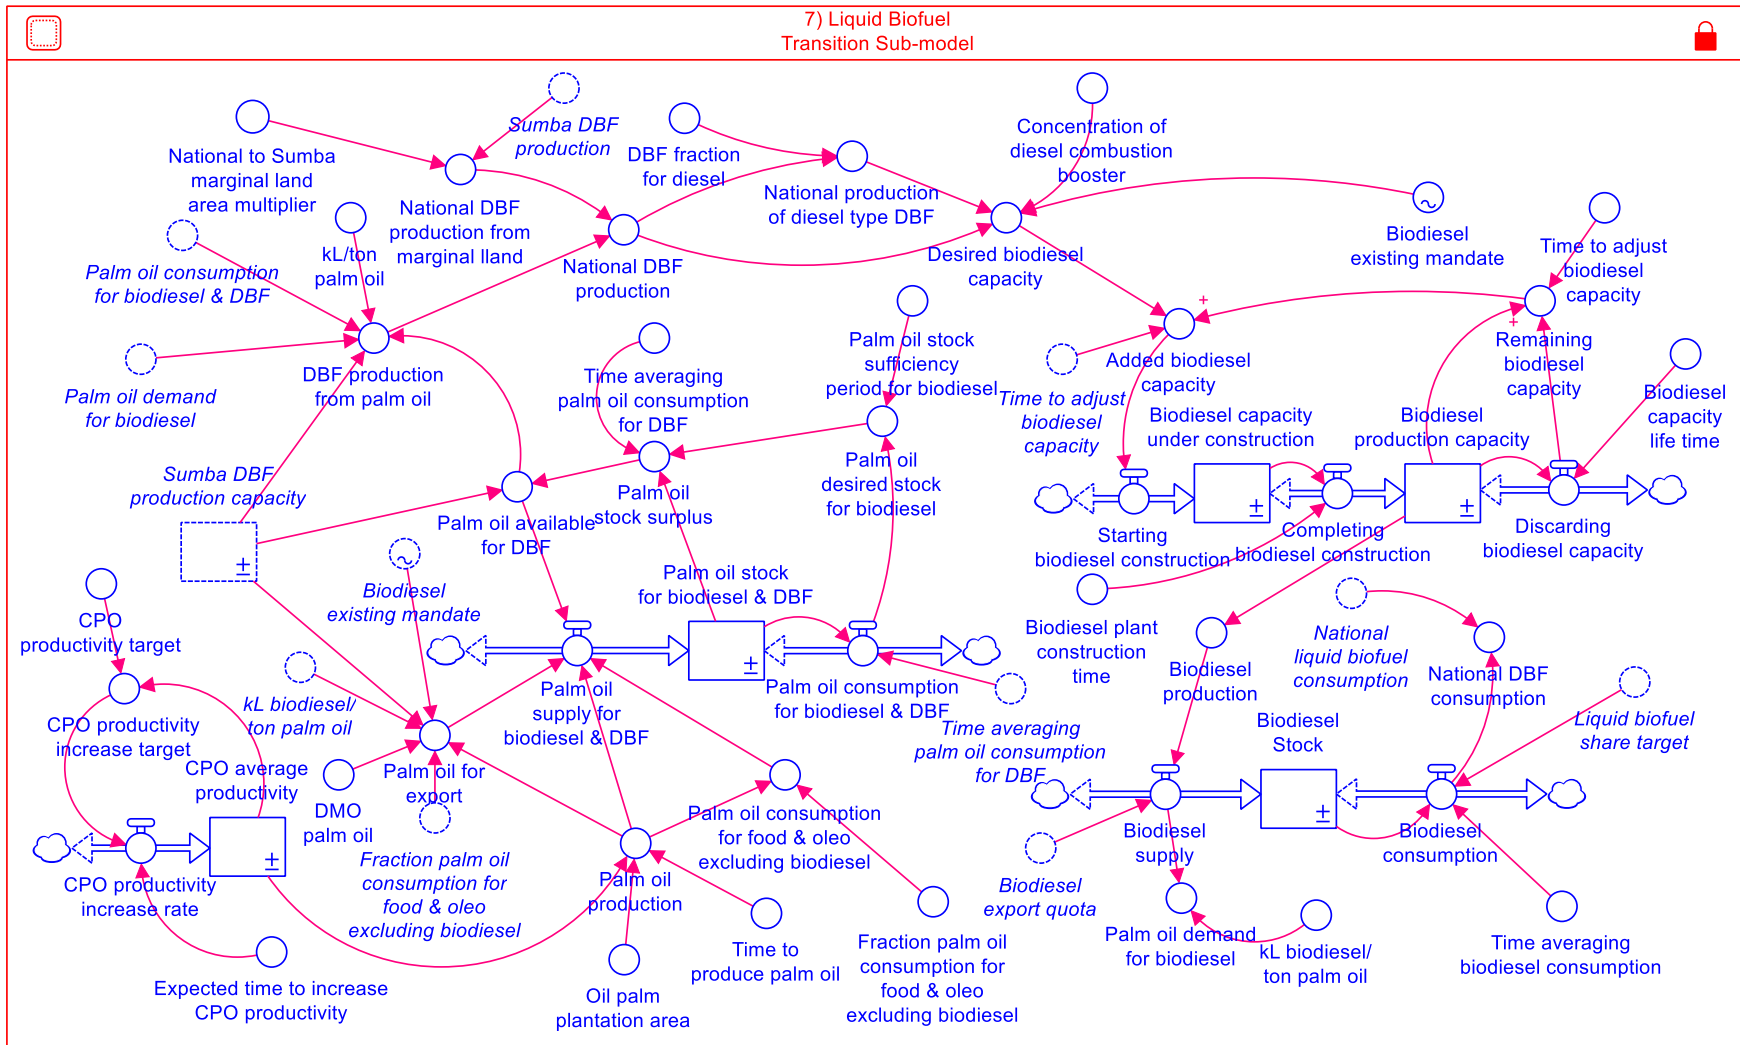 7) Liquid Biofuel
Transition Sub-model
Sumba DBF
production
National to Sumba
marginal land
area multiplier
DBF fraction
for diesel
Concentration of
diesel combustion
booster
National production
of diesel type DBF
National DBF
production from
marginal lland
kL/ton
palm oil
Palm oil consumption
for biodiesel & DBF
National DBF
production
Desired biodiesel
capacity
Biodiesel
existing mandate
Time to adjust
biodiesel
capacity
+
+
Palm oil demand
for biodiesel
DBF production
from palm oil
Time averaging
palm oil consumption
for DBF
Palm oil stock
sufficiency
period for biodiesel
Added biodiesel
capacity
Remaining
biodiesel
capacity
Time to adjust
biodiesel
capacity
Biodiesel
capacity
life time
Biodiesel capacity
under construction
Biodiesel
production capacity
Sumba DBF
production capacity
Palm oil
stock surplus
Palm oil
desired stock
for biodiesel
Palm oil available
for DBF
±
±
±
Starting
biodiesel construction
Completing
biodiesel construction
Discarding
biodiesel capacity
Biodiesel
existing mandate
Palm oil stock
for biodiesel & DBF
CPO
productivity target
±
Biodiesel plant
construction
time
National
liquid biofuel
consumption
Biodiesel
production
National DBF
consumption
kL biodiesel/
ton palm oil
Palm oil
supply for
biodiesel & DBF
Palm oil consumption
for biodiesel & DBF
Time averaging
palm oil consumption
for DBF
Biodiesel
Stock
Liquid biofuel
share target
CPO productivity
increase target
CPO average
productivity
Palm oil for
export
DMO
palm oil
Palm oil consumption
for food & oleo
excluding biodiesel
±
±
Biodiesel
supply
Biodiesel
consumption
CPO productivity
increase rate
Fraction palm oil
consumption for
food & oleo
excluding biodiesel
Palm oil
production
Biodiesel
export quota
Time to
produce palm oil
Fraction palm oil
consumption for
food & oleo
excluding biodiesel
Palm oil demand
for biodiesel
kL biodiesel/
ton palm oil
Time averaging
biodiesel consumption
Expected time to increase
CPO productivity
Oil palm
plantation area